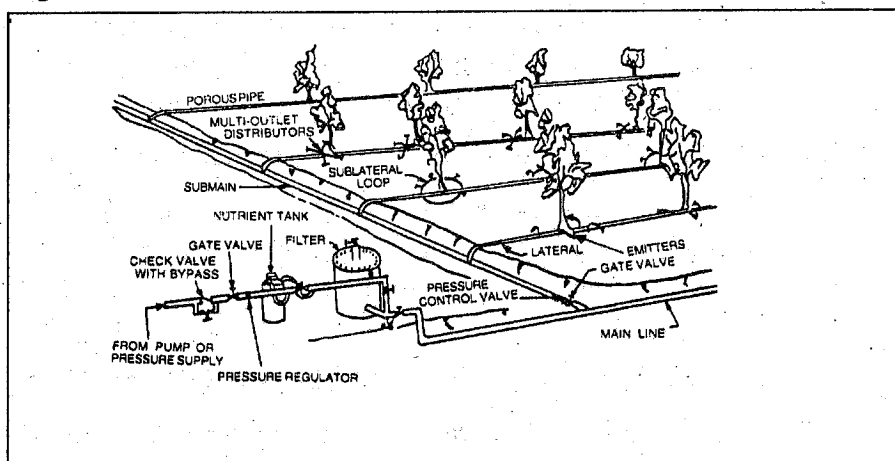 POROUS PIPE
MULTI-OUTLET
DISTRIBUTORS
SUBLATERAL
LOOP
SUBMAIN
NUTRIENT TANK
GATE VALVE
FILTER
CHECK VALVE
WITH BYPASS
LATERAL
EMITTERS
GATE VALVE
PRESSURE
CONTROL VALVE
MAIN LINE
FROM PUMP OR
PRESSURE SUPPLY
PRESSURE REGULATOR